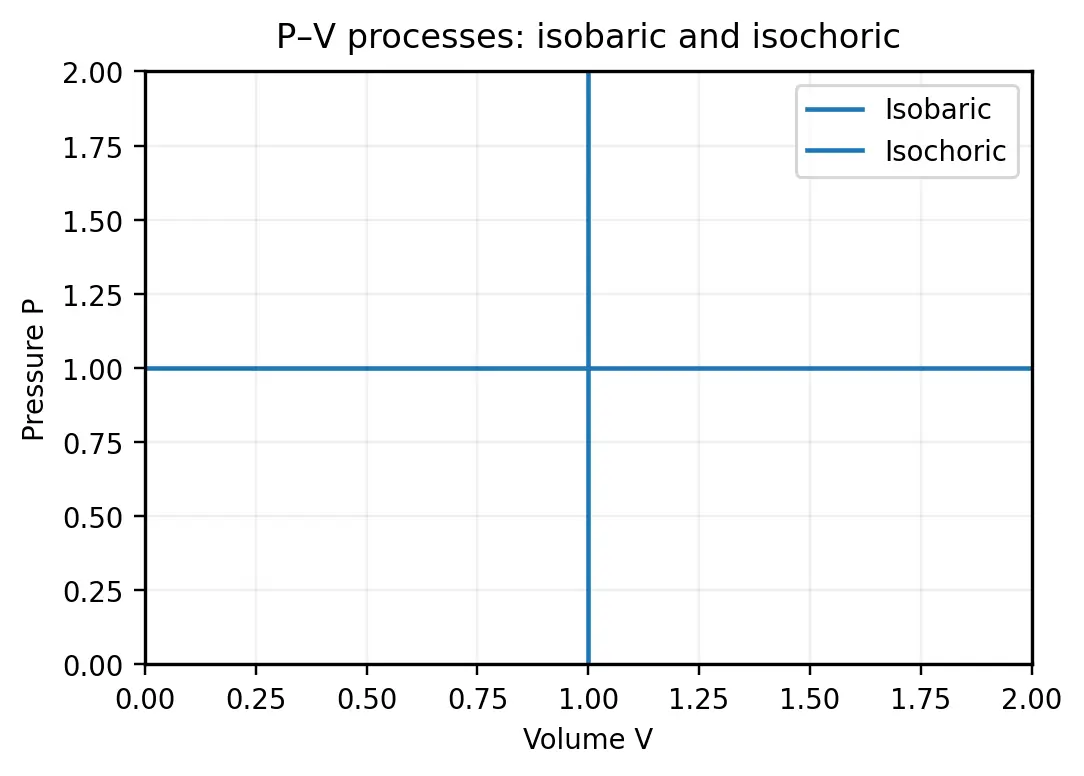 P–V processes: isobaric and isochoric
2.00
1.75
1.50
1.25
1.00
0.75
0.50
0.25
0.00
Pressure P
Isobaric
Isochoric
0.00 0.25 0.50 0.75 1.00 1.25 1.50 1.75 2.00
Volume V